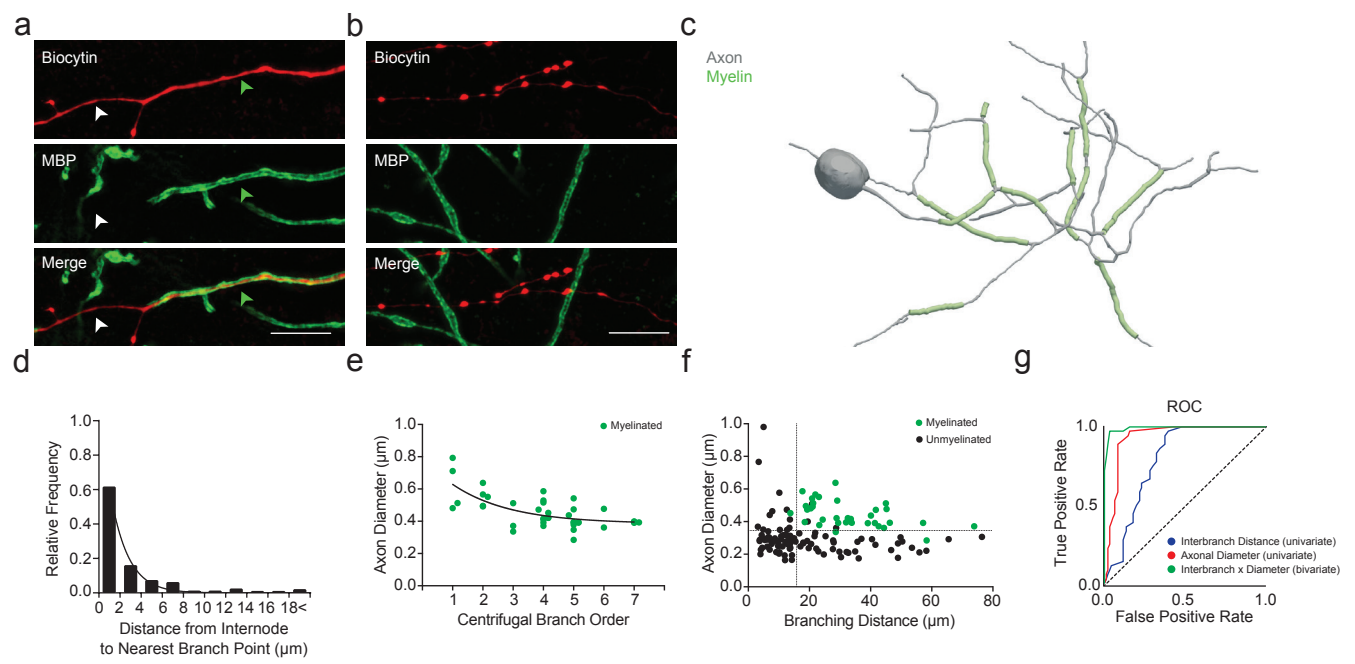 a
Biocytin
MBP
Merge
b
Biocytin
MBP
Merge
c
Axon
Myelin
d
Relative Frequency
1.0
0.8
0.6
0.4
0.2
0.0
0 2 4 6 8 10 12 14 16 18<
Distance from Internode
to Nearest Branch Point (µm)
e
Axon Diameter (µm)
1.0
0.8
0.6
0.4
0.2
0.0
Myelinated
1 2 3 4 5 6 7
Centrifugal Branch Order
f
Axon Diameter (µm)
1.0
0.8
0.6
0.4
0.2
0.0
Myelinated
Unmyelinated
0 20 40 60 80
Branching Distance (µm)
g
ROC
True Positive Rate
1.0
0.5
0.0
Interbranch Distance (univariate)
Axonal Diameter (univariate)
Interbranch x Diameter (bivariate)
0.0 0.5 1.0
False Positive Rate